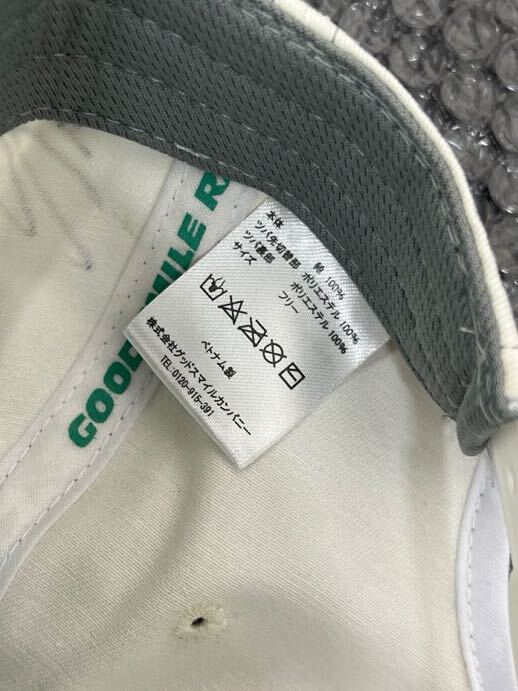 GOOD
MILE R
本体 綿 100%
ツバ先切替部 ポリエステル 100%
ツバ裏部 ポリエステル 100%
サイズ フリー
ベトナム製
株式会社グッドスマイルカンパニー
TEL:0120-915-391